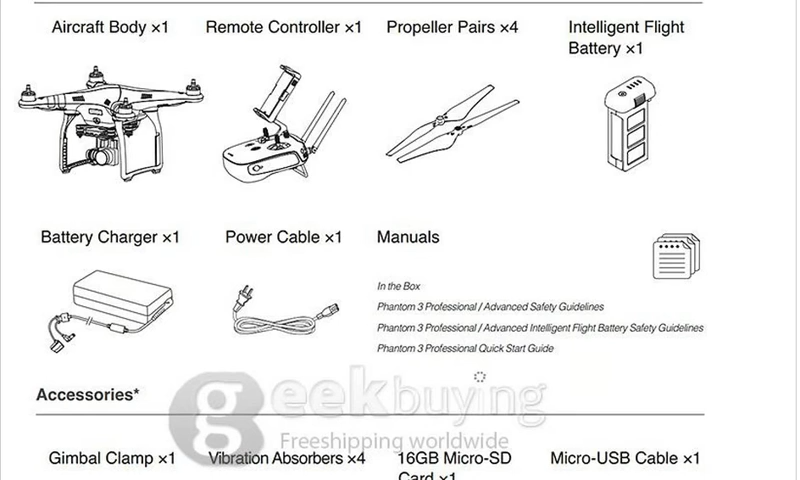 Aircraft Body ×1
Remote Controller ×1
Propeller Pairs ×4
Intelligent Flight
Battery ×1
Battery Charger ×1
Power Cable ×1
Manuals
In the Box
Phantom 3 Professional / Advanced Safety Guidelines
Phantom 3 Professional / Advanced Intelligent Flight Battery Safety Guidelines
Phantom 3 Professional Quick Start Guide
Accessories*
geekbuying
Freeshipping worldwide
Gimbal Clamp ×1
Vibration Absorbers ×4
16GB Micro-SD
Card ×1
Micro-USB Cable ×1